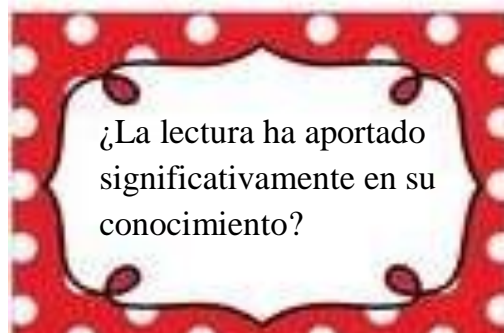 ¿La lectura ha aportado
significativamente en su
conocimiento?